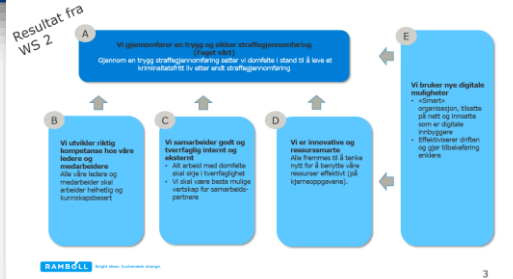 Resultat fra
WS 2
A
Vi gjennomfører en trygg og sikker straffegjennomføring
(Faget vårt)
Gjennom en trygg straffegjennomføring setter vi domfelte i stand til å leve et
kriminalitetsfritt liv etter endt straffegjennomføring
B
Vi utvikler riktig
kompetanse hos våre
ledere og
medarbeidere
Alle våre ledere og
medarbeider skal
arbeider helhetlig og
kunnskapsbasert
C
Vi samarbeider godt og
tverrfaglig internt og
eksternt
• Alt arbeid med domfelte
skal skje i tverrfaglighet
• Vi skal være beste mulige
vertskap for samarbeids-
partnere
D
Vi er innovative og
ressurssmarte
Alle fremmes til å tenke
nytt for å benytte våre
ressurser effektivt (på
kjerneoppgavene).
E
Vi bruker nye digitale
muligheter
• <Smart>
organisasjon, tilsatte
på nett og innsatte
som er digitale
innbyggere
• Effektiviserer driften
og gjør tilbakeføring
enklere
RAMBOLL
Bright ideas. Sustainable change.
3